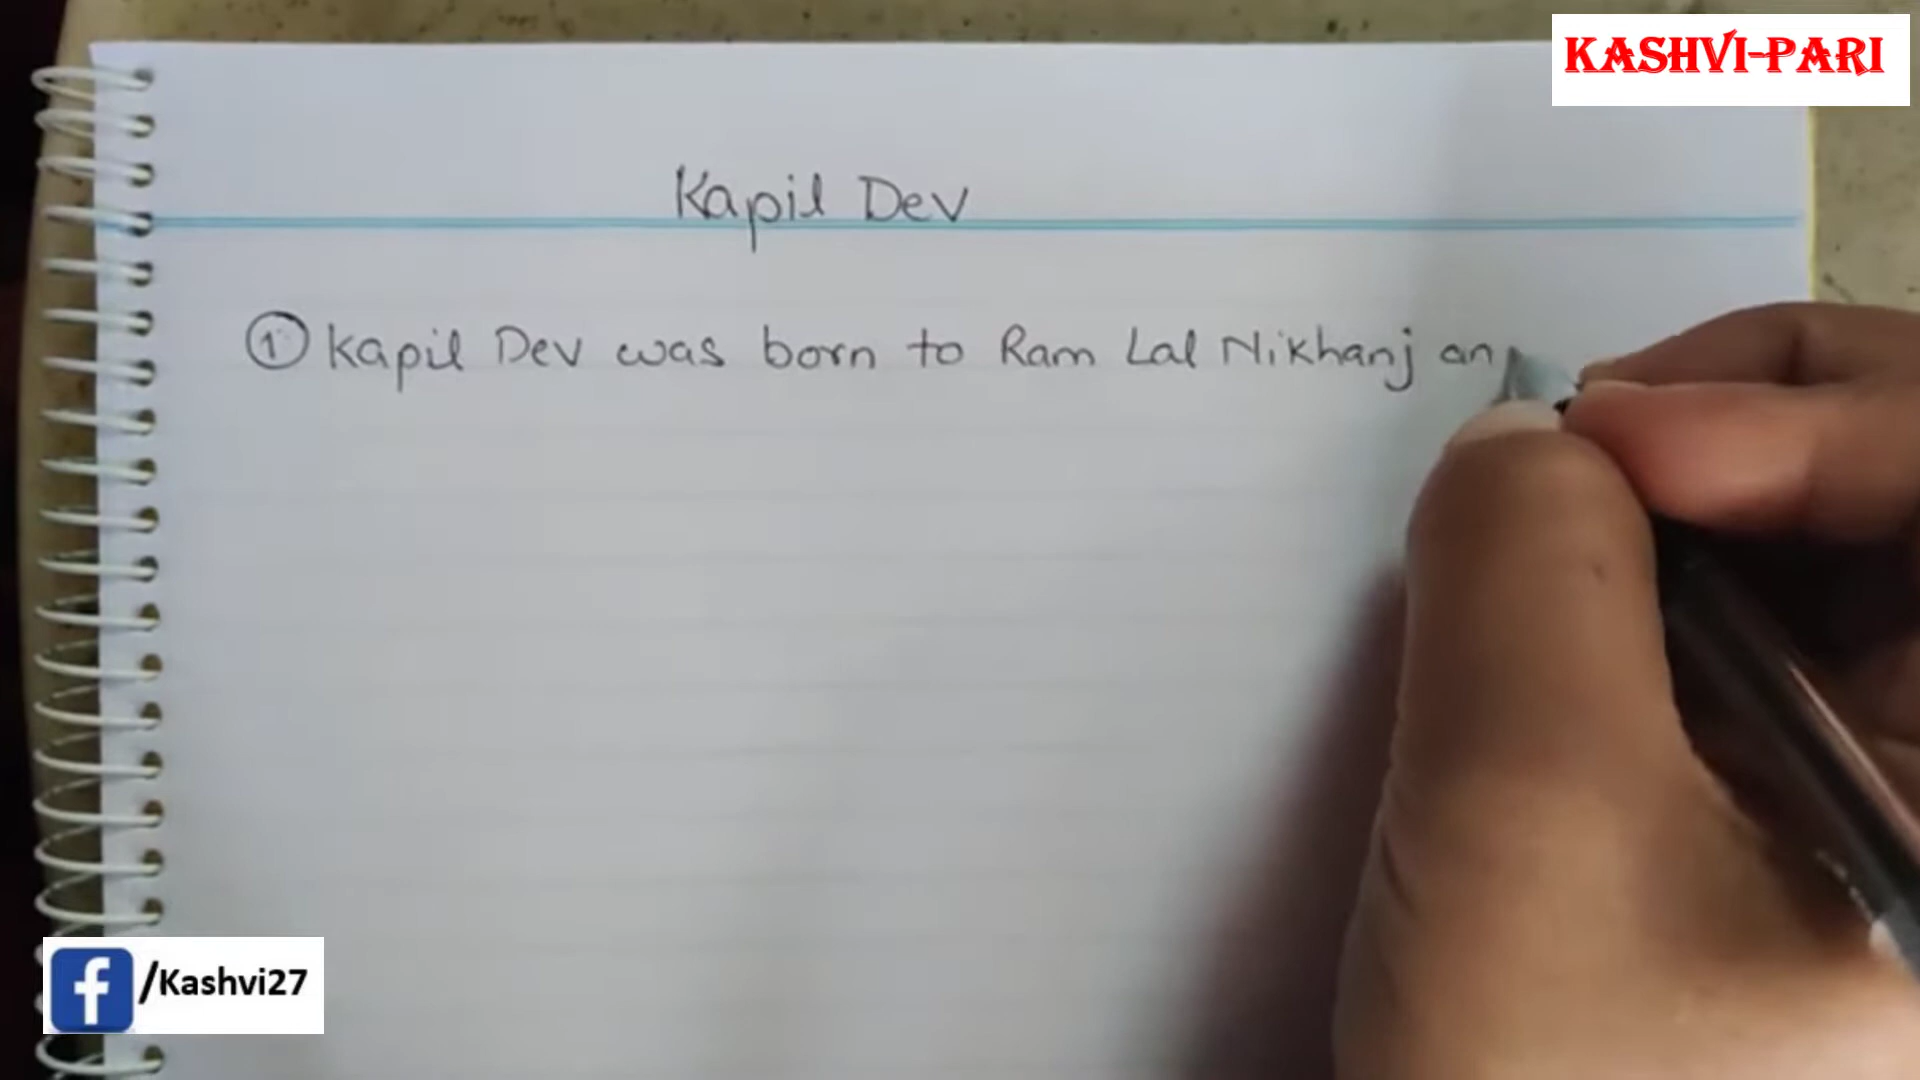 KASHVI-PARI
Kapil Dev
① Kapil Dev was born to Ram Lal Nikhanj an
/Kashvi27